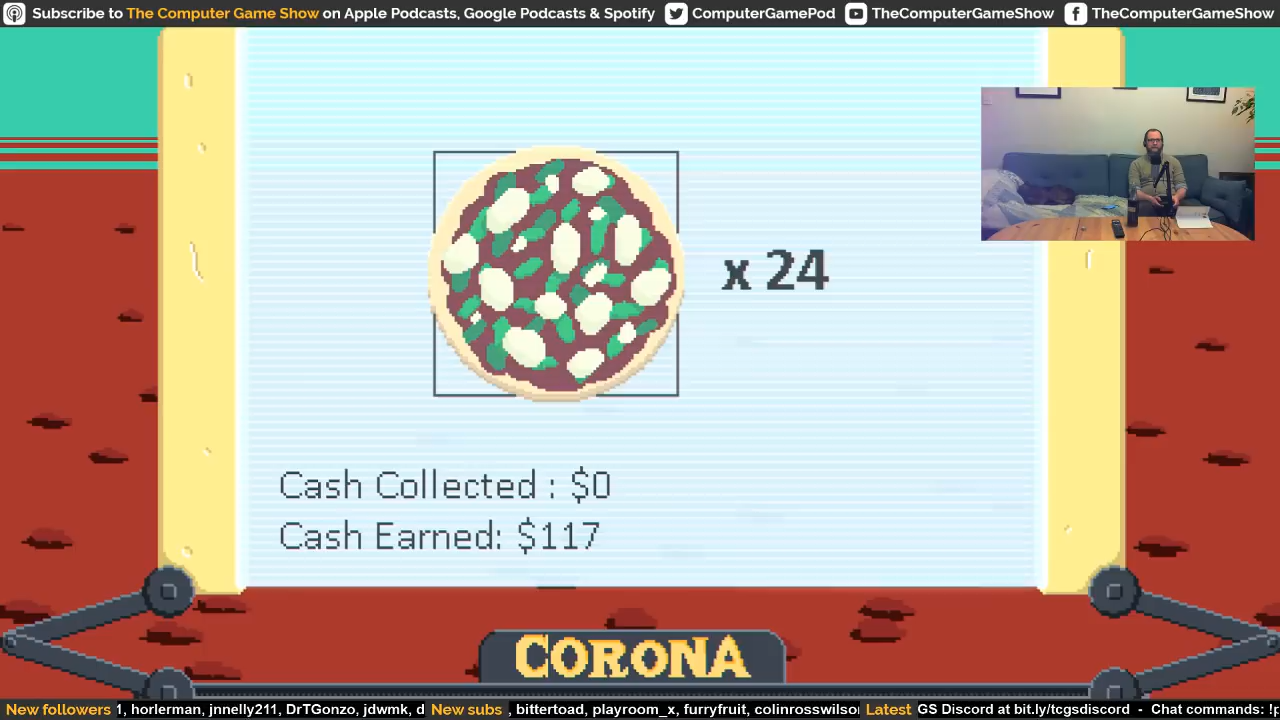 Subscribe to The Computer Game Show on Apple Podcasts, Google Podcasts & Spotify ComputerGamePod TheComputerGameShow TheComputerGameShow
x 24
Cash Collected : $0
Cash Earned: $117
CORONA
New followers 1, horlerman, jnnelly211, DrTGonzo, jdwmk, d New subs , bittertoad, playroom_x, furryfruit, colinrosswilso Latest GS Discord at bit.ly/tcgsdiscord - Chat commands: !p